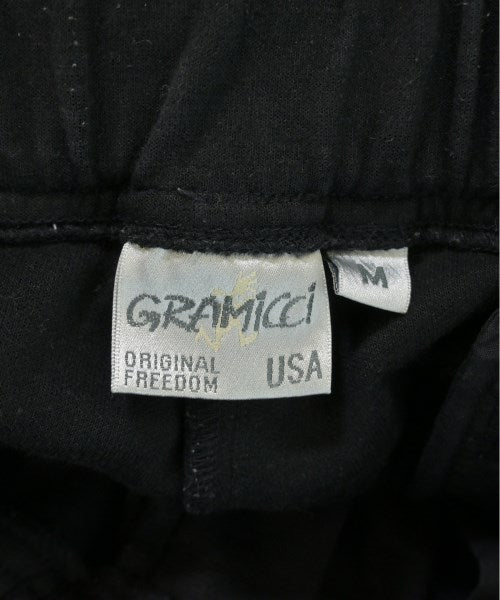 GRAMiCCi
ORIGINAL
FREEDOM
USA
M